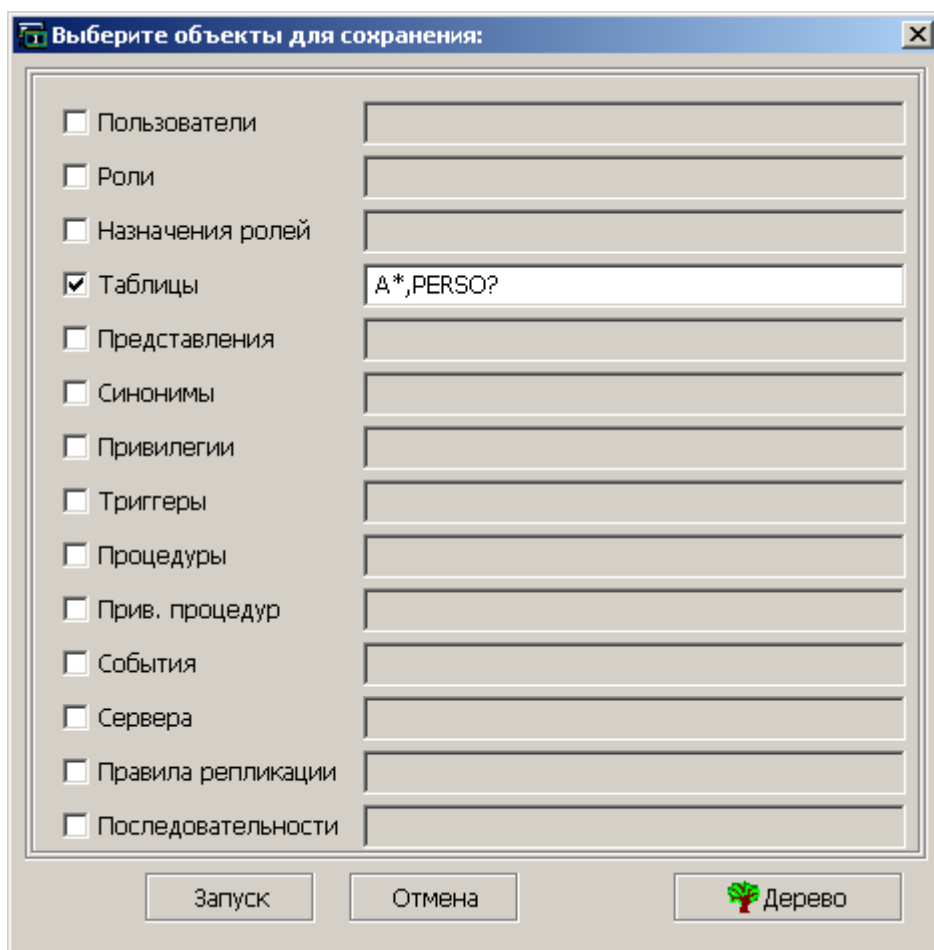 Выберите объекты для сохранения:
Пользователи
Роли
Назначения ролей
Таблицы A*,PERSO?
Представления
Синонимы
Привилегии
Триггеры
Процедуры
Прив. процедур
События
Сервера
Правила репликации
Последовательности
Запуск Отмена Дерево